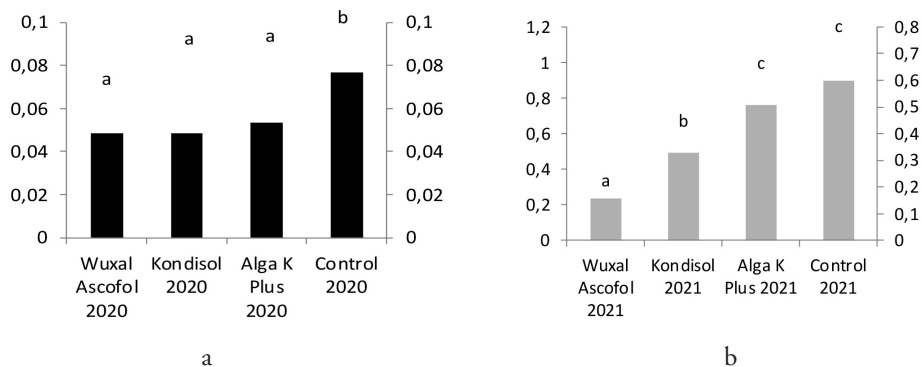 0,1
0,08
0,06
0,04
0,02
0
a
a
a
b
0,1
0,08
0,06
0,04
0,02
0
Wuxal
Ascofol
2020
Kondisol
2020
Alga K
Plus
2020
Control
2020
a
1,2
1
0,8
0,6
0,4
0,2
0
a
b
c
c
0,8
0,7
0,6
0,5
0,4
0,3
0,2
0,1
0
Wuxal
Ascofol
2021
Kondisol
2021
Alga K
Plus 2021
Control
2021
b